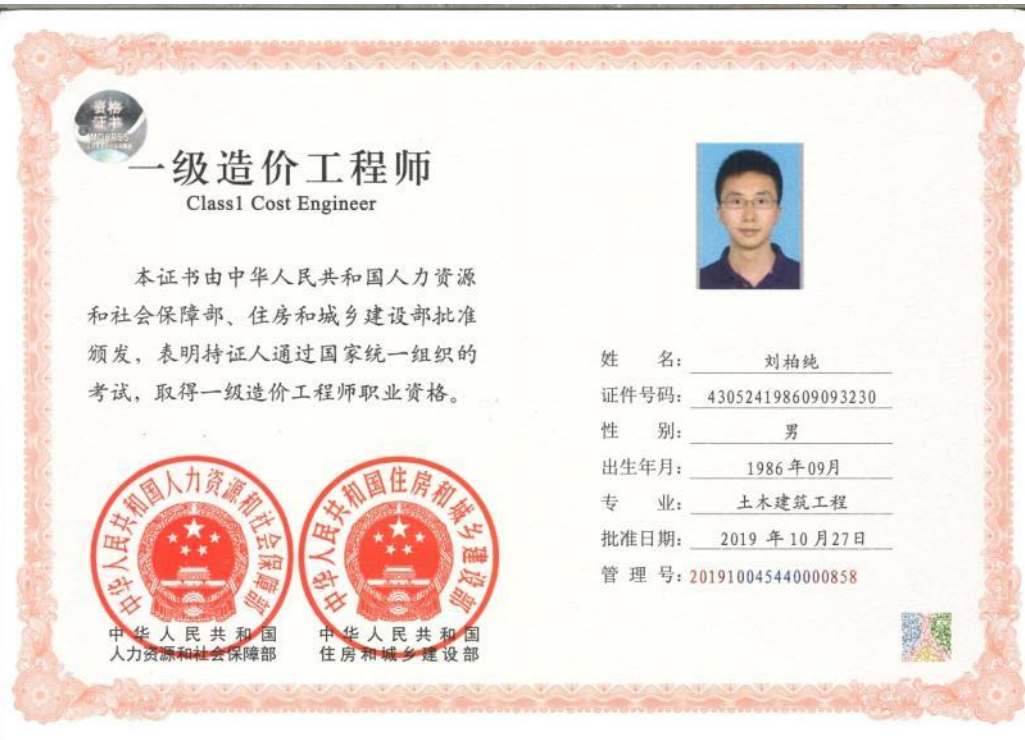 资格
证书
一级造价工程师
Class1 Cost Engineer
本证书由中华人民共和国人力资源
和社会保障部、住房和城乡建设部批准
颁发，表明持证人通过国家统一组织的
考试，取得一级造价工程师职业资格。
中华人民共和国人力资源和社会保障部
中华人民共和国住房和城乡建设部
中华人民共和国
人力资源和社会保障部
中华人民共和国
住房和城乡建设部
姓 名： 刘柏纯
证件号码： 430524198609093230
性 别： 男
出生年月： 1986年09月
专 业： 土木建筑工程
批准日期： 2019 年 10 月27日
管 理 号：201910045440000858